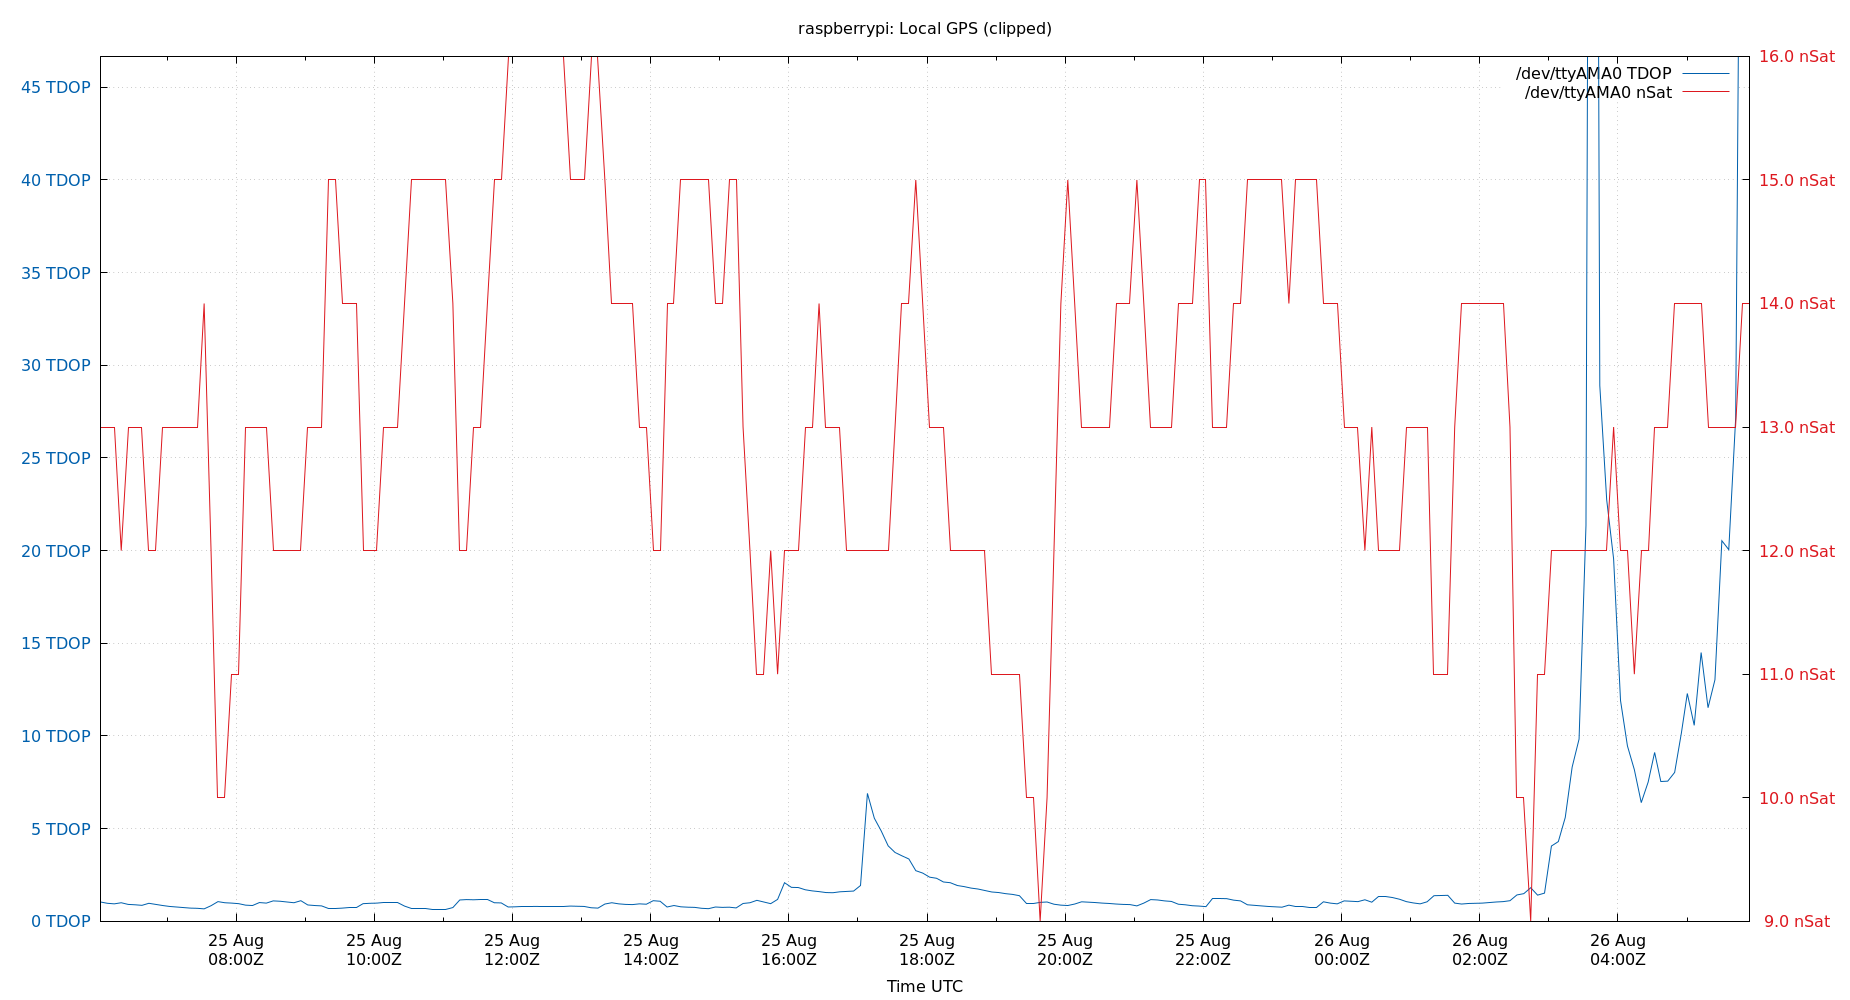 raspberrypi: Local GPS (clipped)
/dev/ttyAMA0 TDOP
/dev/ttyAMA0 nSat
45 TDOP
40 TDOP
35 TDOP
30 TDOP
25 TDOP
20 TDOP
15 TDOP
10 TDOP
5 TDOP
0 TDOP
16.0 nSat
15.0 nSat
14.0 nSat
13.0 nSat
12.0 nSat
11.0 nSat
10.0 nSat
9.0 nSat
25 Aug
08:00Z
25 Aug
10:00Z
25 Aug
12:00Z
25 Aug
14:00Z
25 Aug
16:00Z
25 Aug
18:00Z
25 Aug
20:00Z
25 Aug
22:00Z
26 Aug
00:00Z
26 Aug
02:00Z
26 Aug
04:00Z
Time UTC